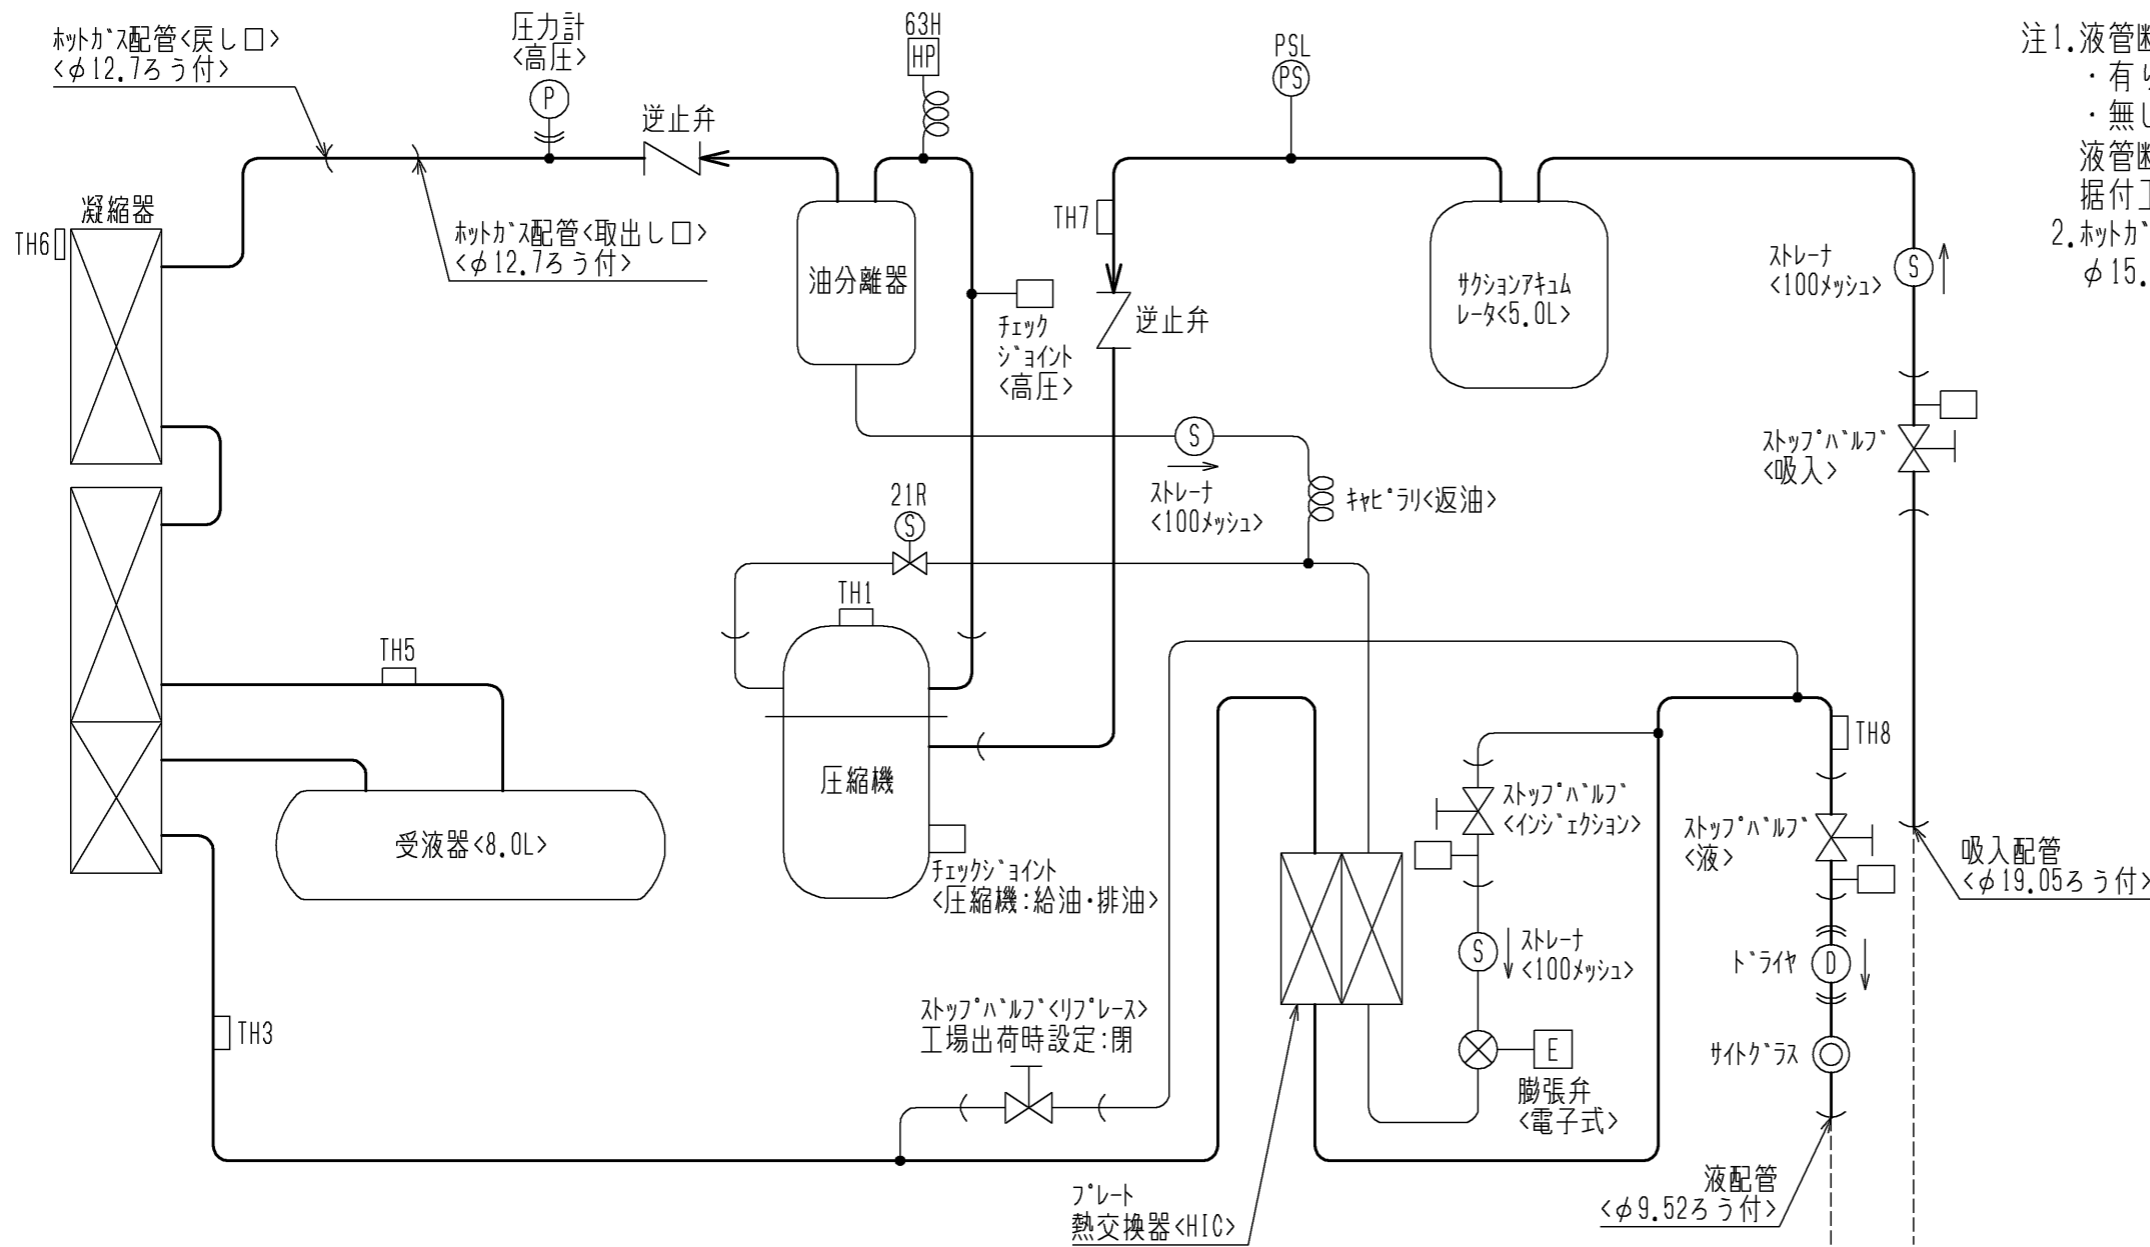 ﾎｯﾄｶﾞｽ配管<戻し口>
<φ12.7ろう付>
圧力計
<高圧>
P
逆止弁
63H
HP
PSL
PS
注1.液管
・有
・無し
液管
据付
2.ﾎｯﾄｶﾞ
φ15.
凝縮器
TH6
ﾎｯﾄｶﾞｽ配管<取出し口>
<φ12.7ろう付>
油分離器
チェック
ｼﾞｮｲﾝﾄ
<高圧>
TH7
逆止弁
ｻｸｼｮﾝｱｷｭﾑ
ﾚｰﾀ<5.0L>
ｽﾄﾚｰﾅ
<100ﾒｯｼｭ>
S
ｽﾄｯﾌﾟﾊﾞﾙﾌﾞ
<吸入>
S
ｽﾄﾚｰﾅ
<100ﾒｯｼｭ>
ｷｬﾋﾟﾗﾘ<返油>
21R
S
TH1
圧縮機
ﾁｪｯｸｼﾞｮｲﾝﾄ
<圧縮機:給油・排油>
TH5
受液器<8.0L>
TH3
ｽﾄｯﾌﾟﾊﾞﾙﾌﾞ<ﾘﾌﾟﾚｰｽ>
工場出荷時設定:閉
ﾌﾟﾚｰﾄ
熱交換器<HIC>
ｽﾄｯﾌﾟﾊﾞﾙﾌﾞ
<ｲﾝｼﾞｪｸｼｮﾝ>
S
ｽﾄﾚｰﾅ
<100ﾒｯｼｭ>
E
膨張弁
<電子式>
TH8
ｽﾄｯﾌﾟﾊﾞﾙﾌﾞ
<液>
ﾄﾞﾗｲﾔ
D
ｻｲﾄｸﾞﾗｽ
液配管
<φ9.52ろう付>
吸入配管
<φ19.05ろう付>